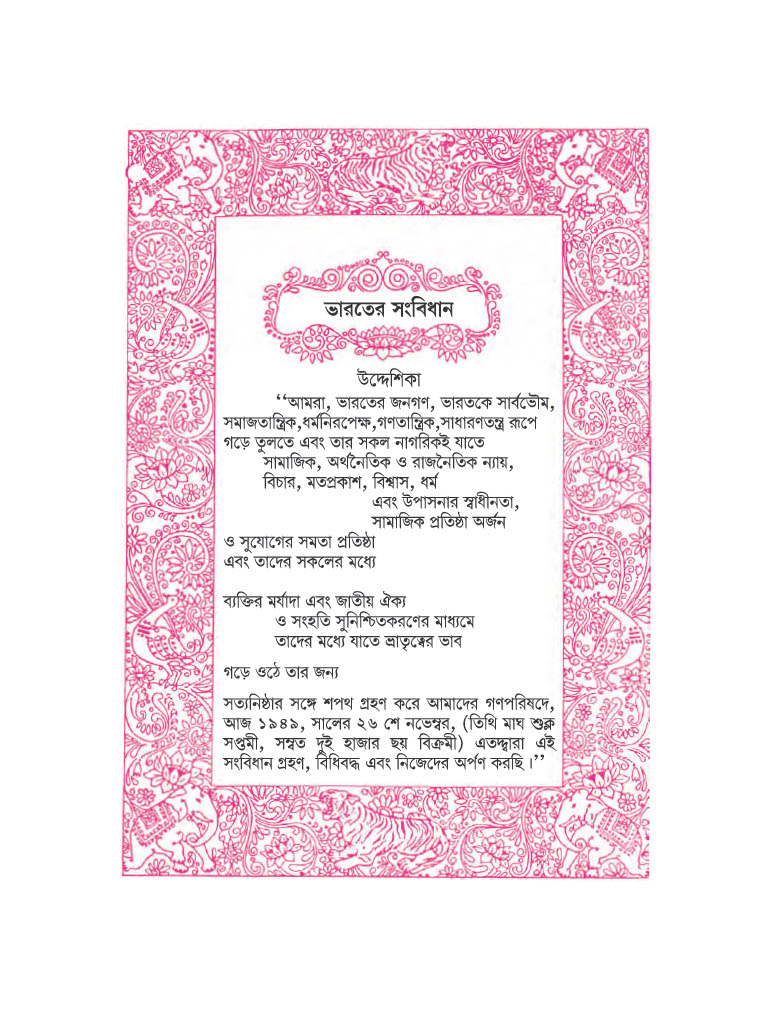 ভারতের সংবিধান
উদ্দেশিকা
‘‘আমরা, ভারতের জনগণ, ভারতকে সার্বভৌম,
সমাজতান্ত্রিক,ধর্মনিরপেক্ষ,গণতান্ত্রিক,সাধারণতন্ত্র রূপে
গড়ে তুলতে এবং তার সকল নাগরিকই যাতে
সামাজিক, অর্থনৈতিক ও রাজনৈতিক ন্যায়,
বিচার, মতপ্রকাশ, বিশ্বাস, ধর্ম
এবং উপাসনার স্বাধীনতা,
সামাজিক প্রতিষ্ঠা অর্জন
ও সুযোগের সমতা প্রতিষ্ঠা
এবং তাদের সকলের মধ্যে
ব্যক্তির মর্যাদা এবং জাতীয় ঐক্য
ও সংহতি সুনিশ্চিতকরণের মাধ্যমে
তাদের মধ্যে যাতে ভ্রাতৃত্বের ভাব
গড়ে ওঠে তার জন্য
সত্যনিষ্ঠার সঙ্গে শপথ গ্রহণ করে আমাদের গণপরিষদে,
আজ ১৯৪৯, সালের ২৬ শে নভেম্বর, (তিথি মাঘ শুক্ল
সপ্তমী, সম্বত দুই হাজার ছয় বিক্রমী) এতদ্দ্বারা এই
সংবিধান গ্রহণ, বিধিবদ্ধ এবং নিজেদের অর্পণ করছি।’’